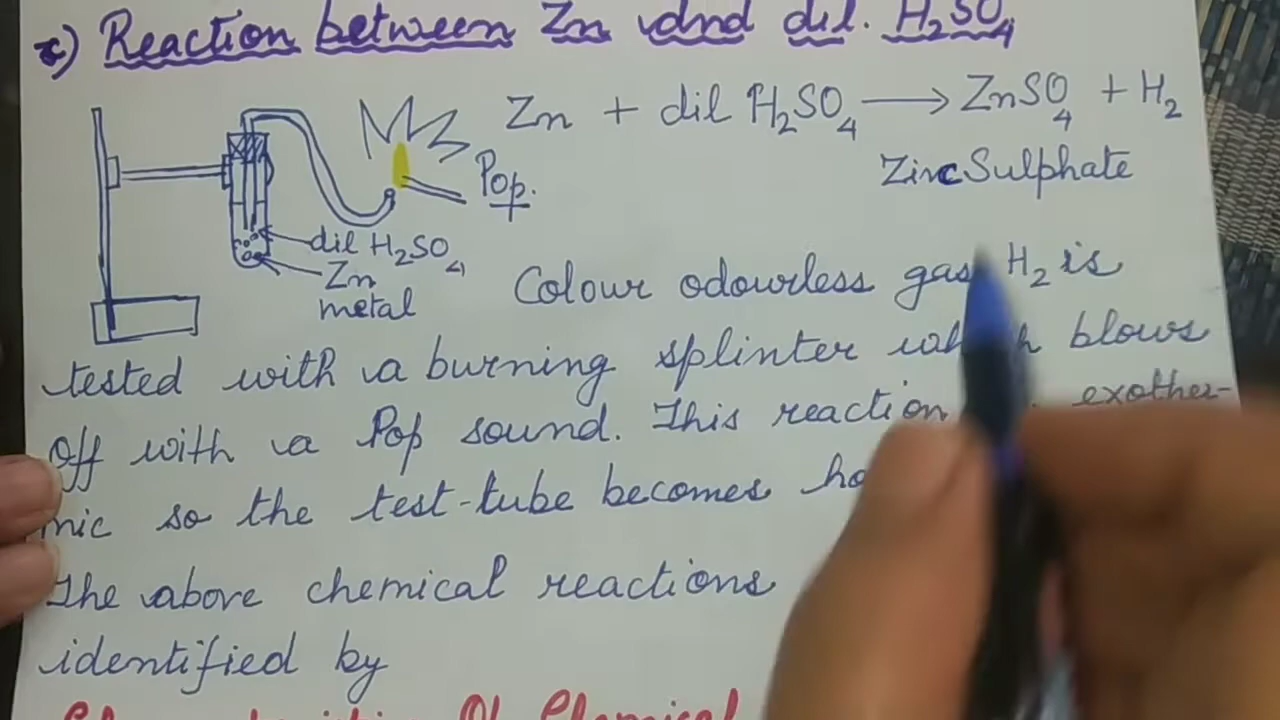 Reaction between Zn and dil. H₂SO₄
Zn + dil H₂SO₄ → ZnSO₄ + H₂
Zinc Sulphate
Pop.
dil H₂SO₄
Zn
metal
Colour odourless gas H₂ is
tested with a burning splinter blows
off with a Pop sound. This reaction exother-
mic so the test-tube becomes
The above chemical reactions
identified by
Of Chemical